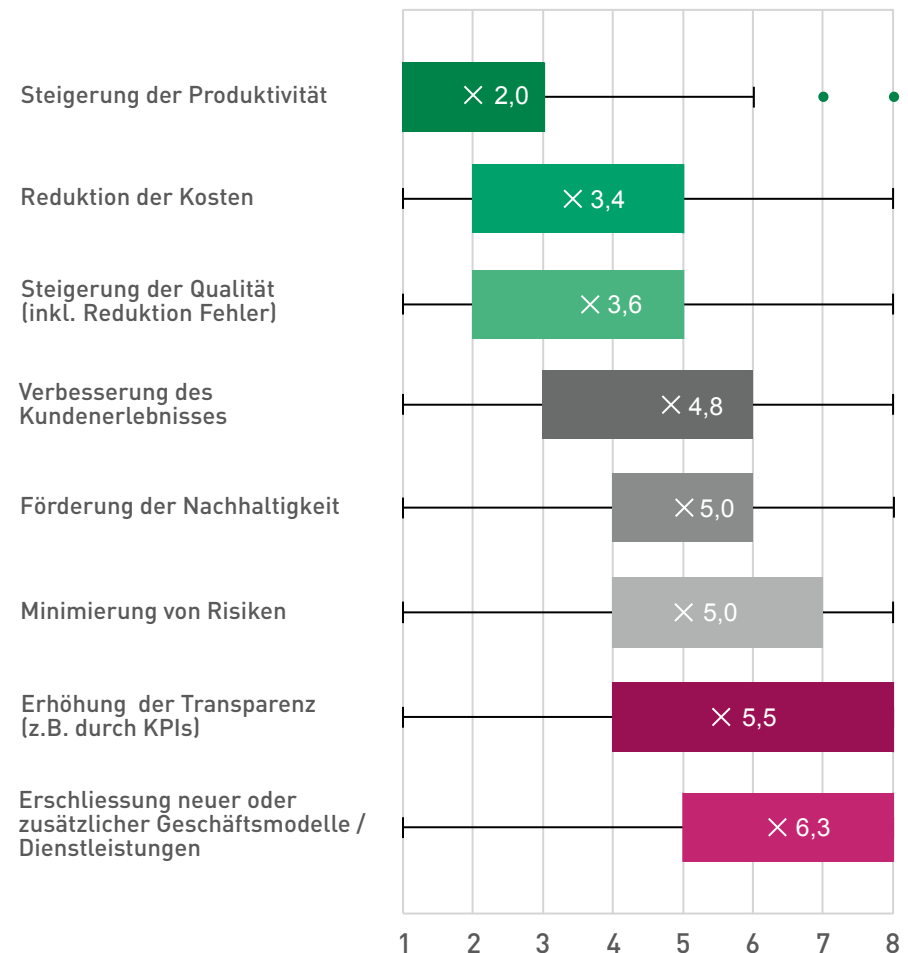 Steigerung der Produktivität
× 2,0
Reduktion der Kosten
× 3,4
Steigerung der Qualität
(inkl. Reduktion Fehler)
× 3,6
Verbesserung des
Kundenerlebnisses
× 4,8
Förderung der Nachhaltigkeit
× 5,0
Minimierung von Risiken
× 5,0
Erhöhung der Transparenz
(z.B. durch KPIs)
× 5,5
Erschliessung neuer oder
zusätzlicher Geschäftsmodelle /
Dienstleistungen
× 6,3
1 2 3 4 5 6 7 8